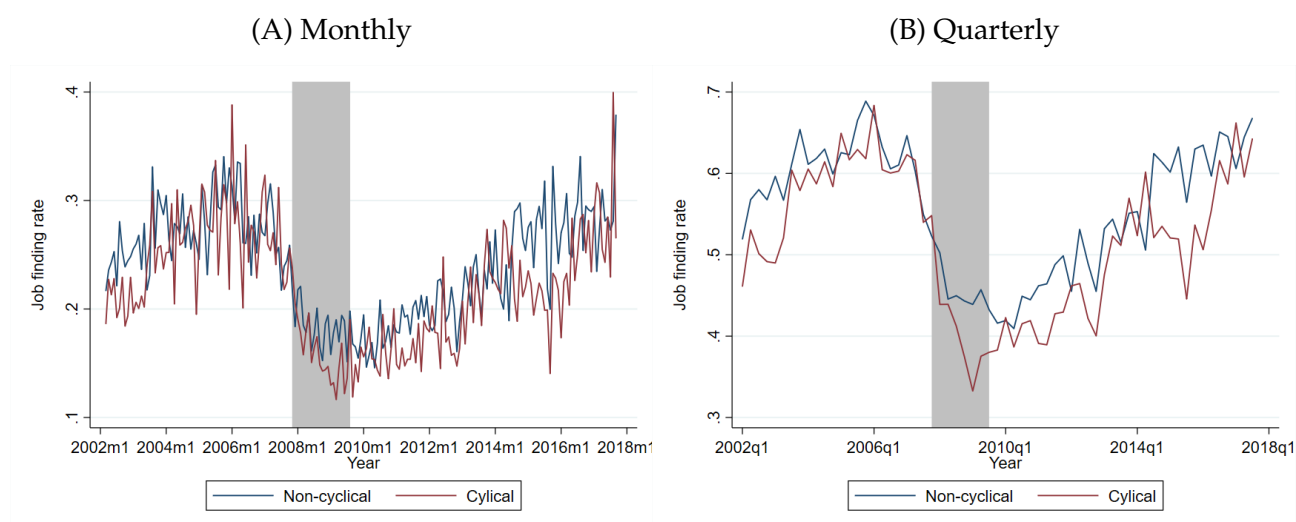 (A) Monthly
Job finding rate
.4
.3
.2
.1
2002m1 2004m1 2006m1 2008m1 2010m1 2012m1 2014m1 2016m1 2018m1
Year
Non-cyclical Cylical
(B) Quarterly
Job finding rate
.7
.6
.5
.4
.3
2002q1 2006q1 2010q1 2014q1 2018q1
Year
Non-cyclical Cylical